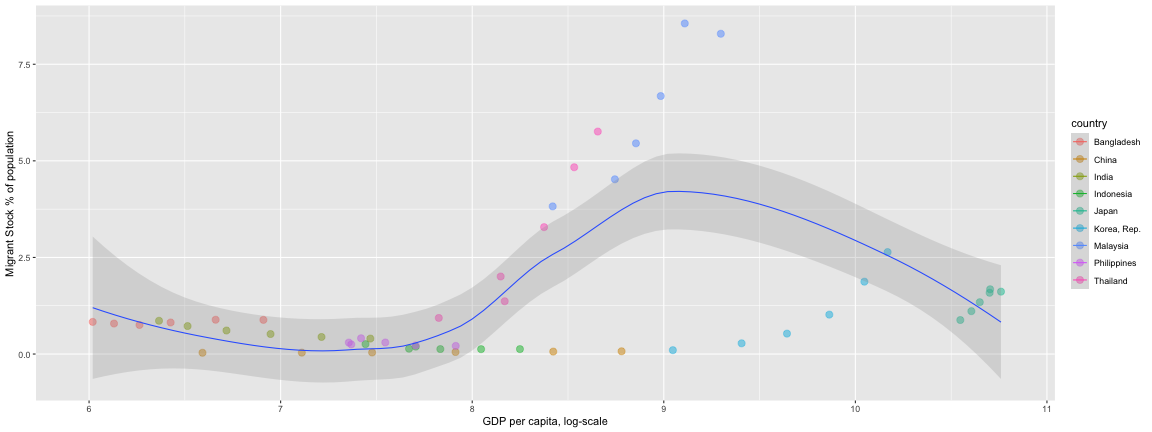 Migrant Stock % of population
7.5
5.0
2.5
0.0
6
7
8
9
10
11
GDP per capita, log-scale
country
Bangladesh
China
India
Indonesia
Japan
Korea, Rep.
Malaysia
Philippines
Thailand